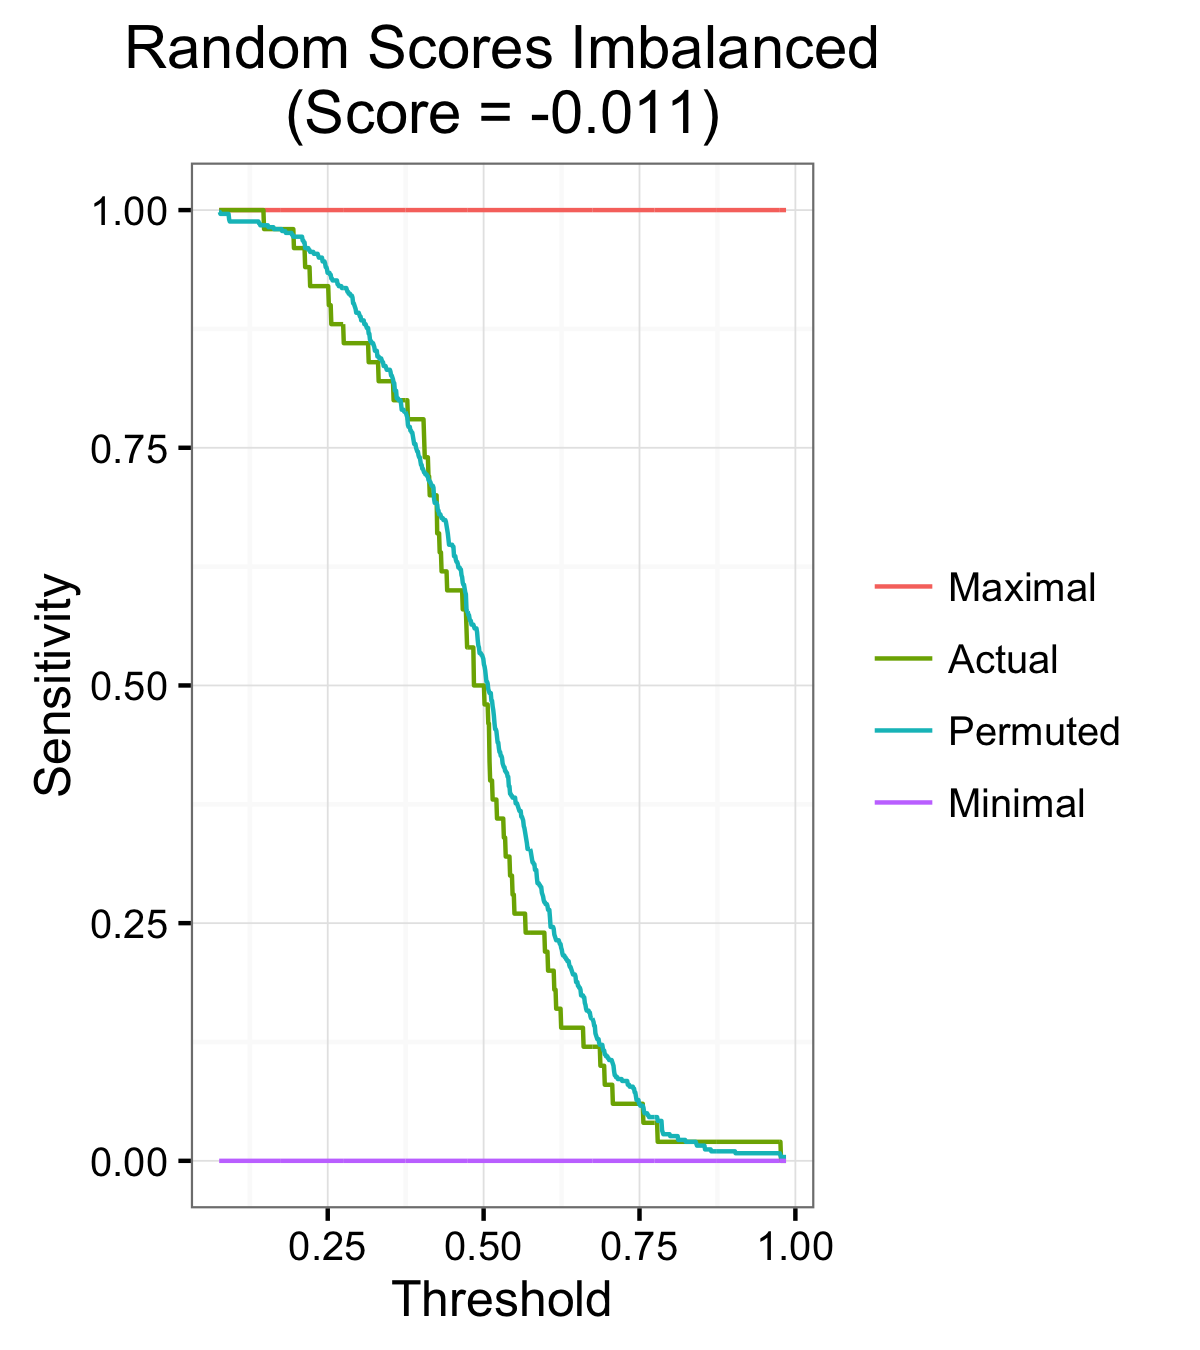 Random Scores Imbalanced
(Score = -0.011)
1.00
0.75
0.50
0.25
0.00
Sensitivity
0.25 0.50 0.75 1.00
Threshold
Maximal
Actual
Permuted
Minimal